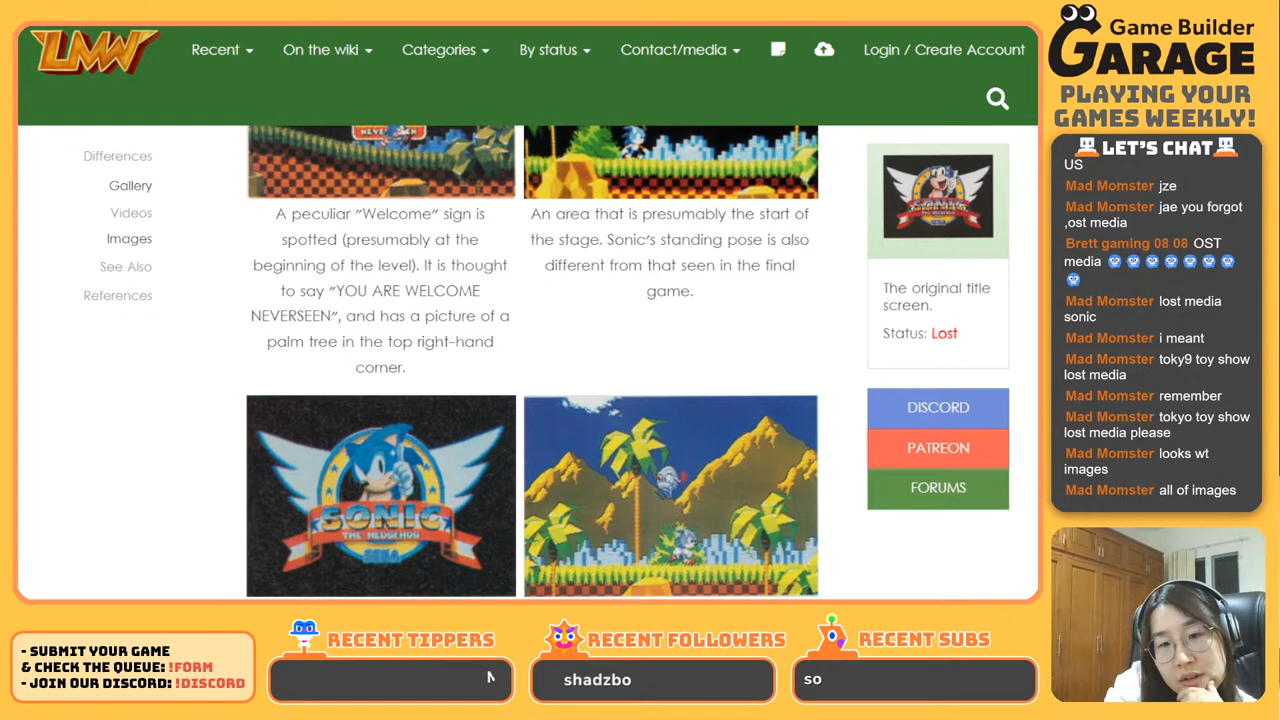 LMW
Recent
On the wiki
Categories
By status
Contact/media
Login / Create Account
Differences
Gallery
Videos
Images
See Also
References
A peculiar "Welcome" sign is
spotted (presumably at the
beginning of the level). It is thought
to say "YOU ARE WELCOME
NEVERSEEN", and has a picture of a
palm tree in the top right-hand
corner.
An area that is presumably the start of
the stage. Sonic's standing pose is also
different from that seen in the final
game.
SONIC
THE HEDGEHOG
SEGA
SONIC
The original title
screen.
Status: Lost
DISCORD
PATREON
FORUMS
Game Builder
GARAGE
PLAYING YOUR
GAMES WEEKLY!
LET'S CHAT
US
Mad Momster jze
Mad Momster jae you forgot
,ost media
Brett gaming 08 08 OST
media
Mad Momster lost media
sonic
Mad Momster i meant
Mad Momster toky9 toy show
lost media
Mad Momster remember
Mad Momster tokyo toy show
lost media please
Mad Momster looks wt
images
Mad Momster all of images
- SUBMIT YOUR GAME
& CHECK THE QUEUE: !FORM
- JOIN OUR DISCORD: !DISCORD
RECENT TIPPERS
RECENT FOLLOWERS
shadzbo
RECENT SUBS
so